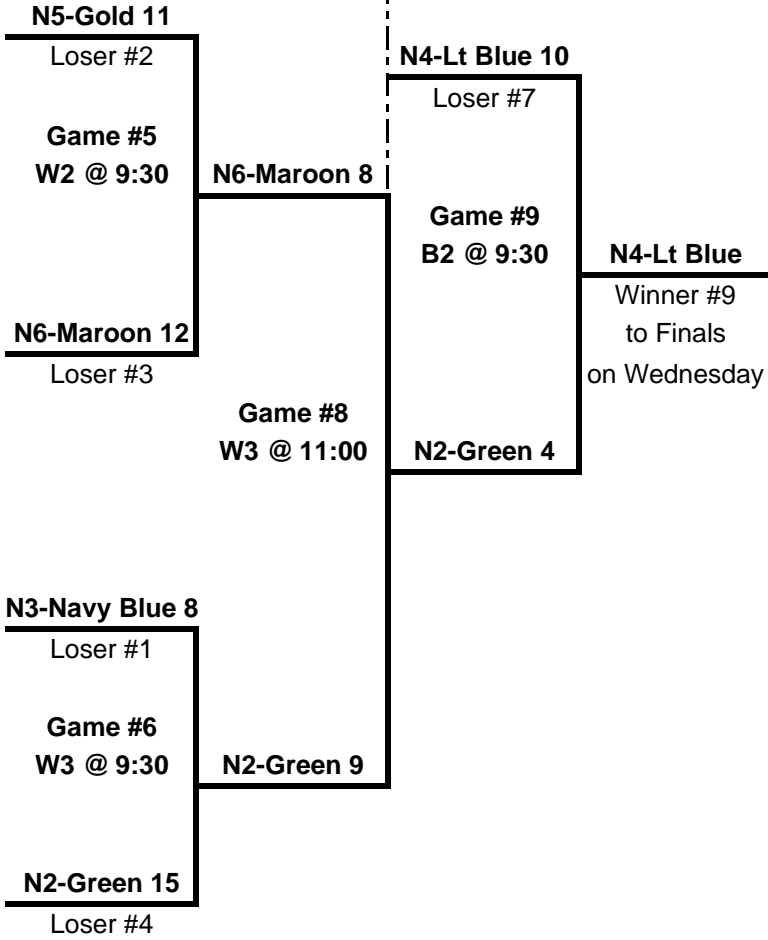 N5-Gold 11
Loser #2
Game #5
W2 @ 9:30
N6-Maroon 12
Loser #3
N3-Navy Blue 8
Loser #1
Game #6
W3 @ 9:30
N2-Green 15
Loser #4
N6-Maroon 8
Game #8
W3 @ 11:00
N2-Green 9
N4-Lt Blue 10
Loser #7
Game #9
B2 @ 9:30
N2-Green 4
N4-Lt Blue
Winner #9
to Finals
on Wednesday